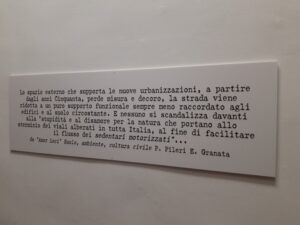 Lo spazio esterno che supporta le nuove urbanizzazioni, a partire
dagli anni Cinquanta, perde misura e decoro, la strada viene
ridotta a un puro supporto funzionale sempre meno raccordato agli
edifici e al suolo circostante. E nessuno si scandalizza davanti
alla "stupidità e al disamore per la natura che portano allo
sterminio dei viali alberati in tutta Italia, al fine di facilitare
il flusso dei sedentari motorizzati"...
da 'Amor loci' Suolo, ambiente, cultura civile P. Pileri E. Granata